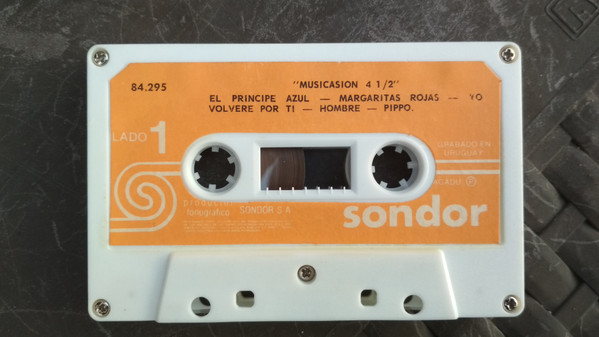 84.295
"MUSICASION 4 1/2"
EL PRINCIPE AZUL — MARGARITAS ROJAS — YO
VOLVERE POR TI — HOMBRE — PIPPO.
LADO 1
GRABADO EN
URUGUAY
fonográfico SONDOR S A
sondor